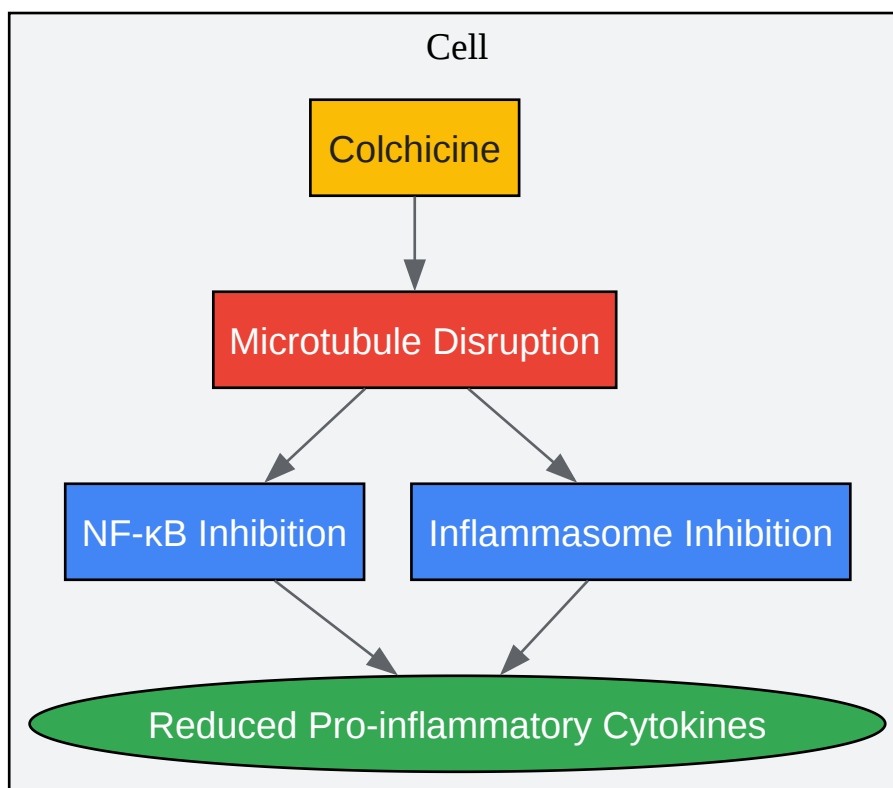 Cell
Colchicine
Microtubule Disruption
NF-κB Inhibition
Inflammasome Inhibition
Reduced Pro-inflammatory Cytokines